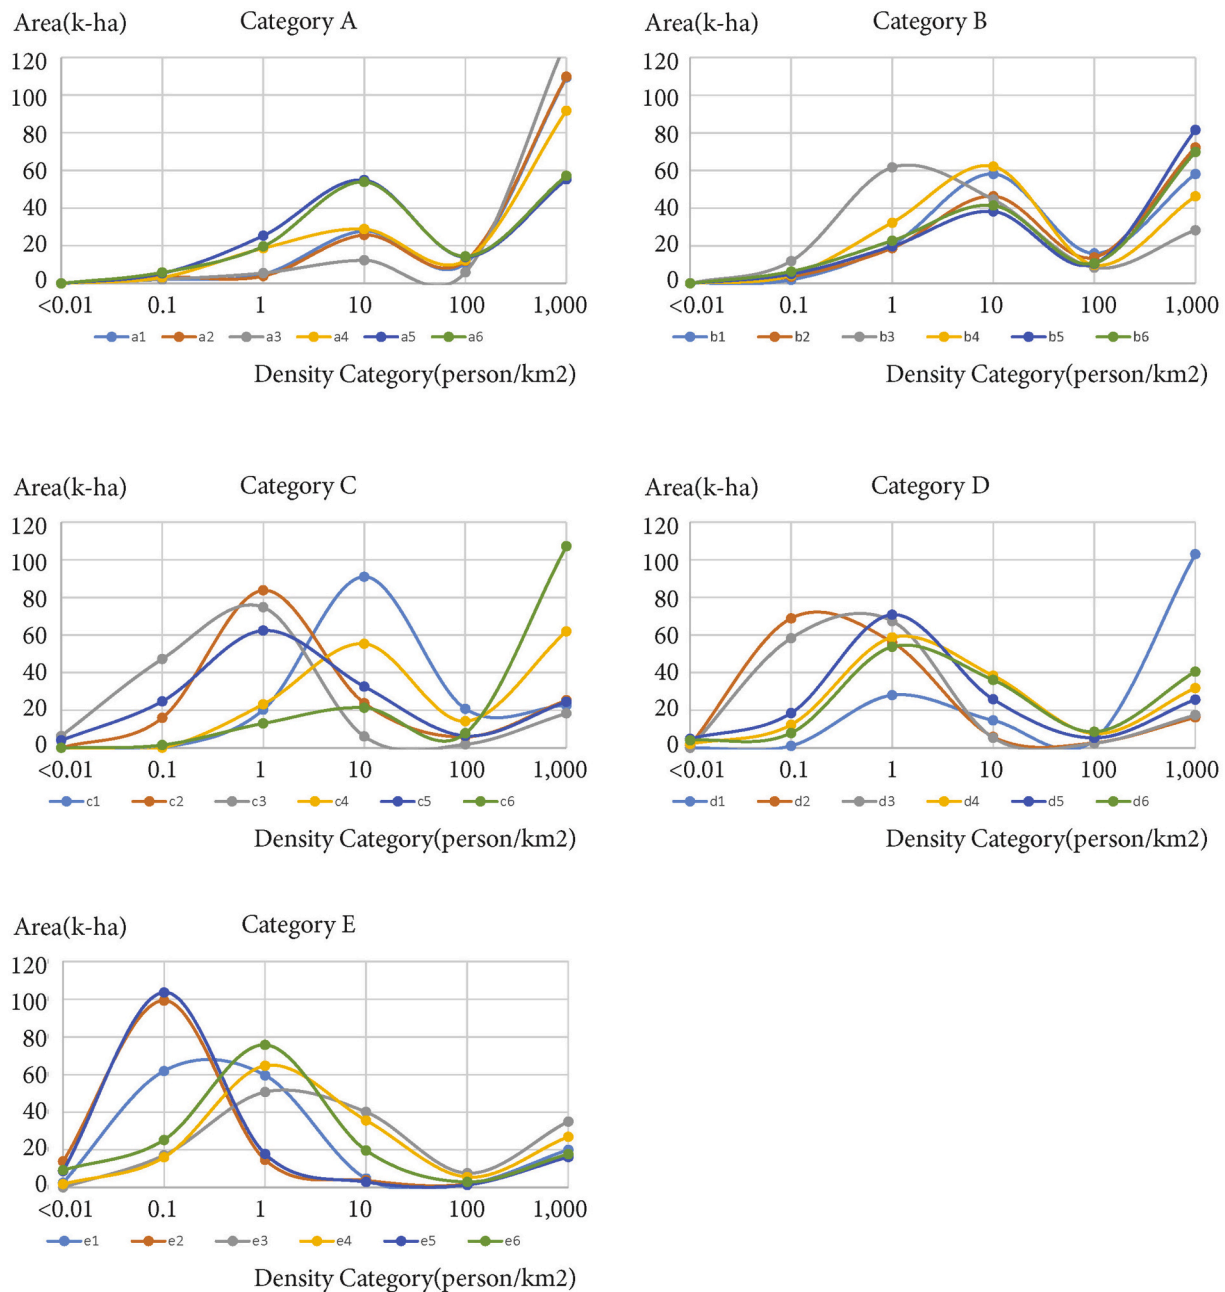 Area(k-ha) Category A
120
100
80
60
40
20
0
<0.01 0.1 1 10 100 1,000
a1 a2 a3 a4 a5 a6
Density Category(person/km2)
Area(k-ha) Category B
120
100
80
60
40
20
0
<0.01 0.1 1 10 100 1,000
b1 b2 b3 b4 b5 b6
Density Category(person/km2)
Area(k-ha) Category C
120
100
80
60
40
20
0
<0.01 0.1 1 10 100 1,000
c1 c2 c3 c4 c5 c6
Density Category(person/km2)
Area(k-ha) Category D
120
100
80
60
40
20
0
<0.01 0.1 1 10 100 1,000
d1 d2 d3 d4 d5 d6
Density Category(person/km2)
Area(k-ha) Category E
120
100
80
60
40
20
0
<0.01 0.1 1 10 100 1,000
e1 e2 e3 e4 e5 e6
Density Category(person/km2)